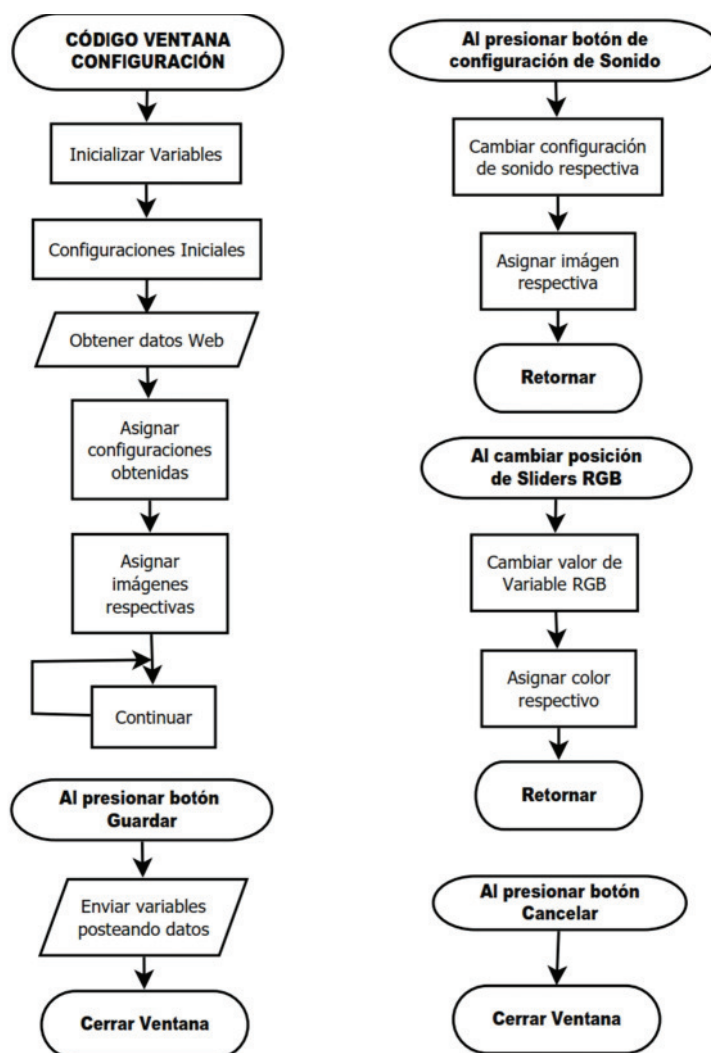 CÓDIGO VENTANA
CONFIGURACIÓN
Inicializar Variables
Configuraciones Iniciales
Obtener datos Web
Asignar
configuraciones
obtenidas
Asignar
imágenes
respectivas
Continuar
Al presionar botón
Guardar
Enviar variables
posteando datos
Cerrar Ventana
Al presionar botón de
configuración de Sonido
Cambiar configuración
de sonido respectiva
Asignar imágen
respectiva
Retornar
Al cambiar posición
de Sliders RGB
Cambiar valor de
Variable RGB
Asignar color
respectivo
Retornar
Al presionar botón
Cancelar
Cerrar Ventana